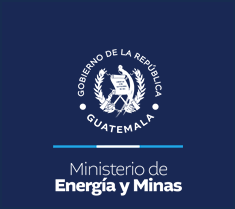 GOBIERNO DE LA REPÚBLICA
GUATEMALA
Ministerio de
Energía y Minas